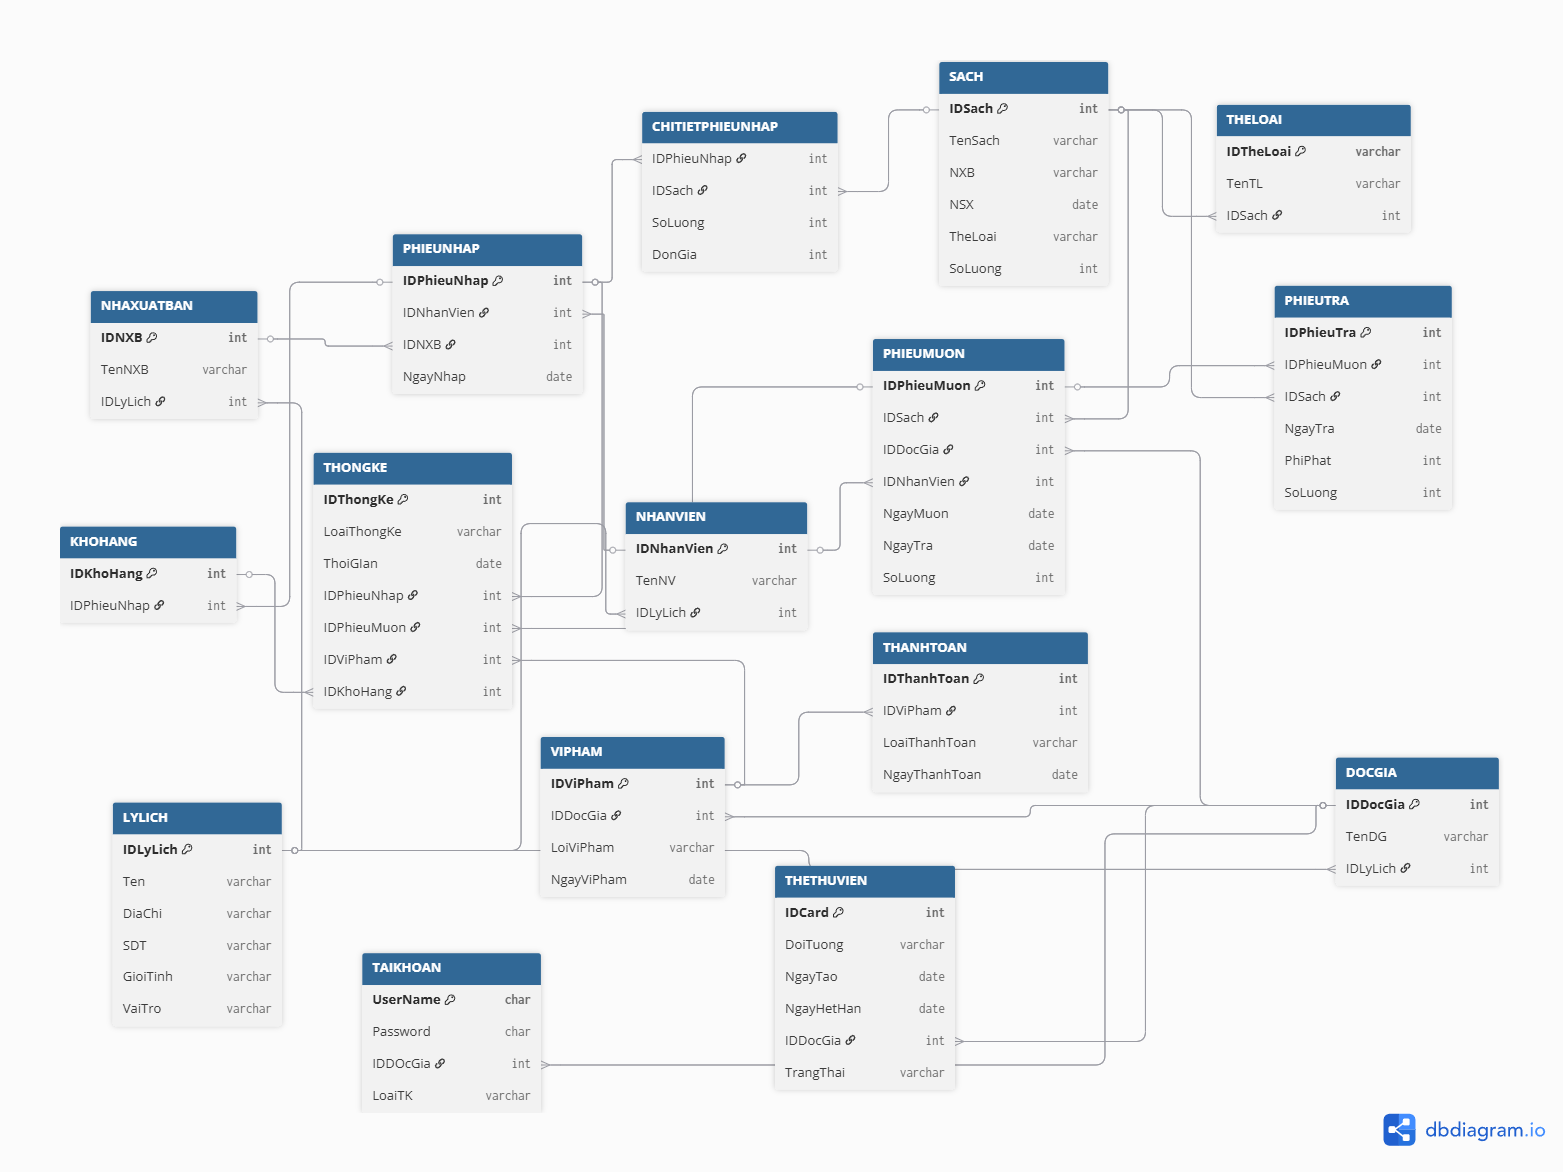 SACH
IDSach int
TenSach varchar
NXB varchar
NSX date
TheLoai varchar
SoLuong int
THELOAI
IDTheLoai varchar
TenTL varchar
IDSach int
CHITIETPHIEUNHAP
IDPhieuNhap int
IDSach int
SoLuong int
DonGia int
PHIEUNHAP
IDPhieuNhap int
IDNhanVien int
IDNXB int
NgayNhap date
NHAXUATBAN
IDNXB int
TenNXB varchar
IDLyLich int
PHIEUTRA
IDPhieuTra int
IDPhieuMuon int
IDSach int
NgayTra date
PhiPhat int
SoLuong int
PHIEUMUON
IDPhieuMuon int
IDSach int
IDDocGia int
IDNhanVien int
NgayMuon date
NgayTra date
SoLuong int
THONGKE
IDThongKe int
LoaiThongKe varchar
ThoiGIan date
IDPhieuNhap int
IDPhieuMuon int
IDViPham int
IDKhoHang int
NHANVIEN
IDNhanVien int
TenNV varchar
IDLyLich int
KHOHANG
IDKhoHang int
IDPhieuNhap int
THANHTOAN
IDThanhToan int
IDViPham int
LoaiThanhToan varchar
NgayThanhToan date
VIPHAM
IDViPham int
IDDocGia int
LoiViPham varchar
NgayViPham date
DOCGIA
IDDocGia int
TenDG varchar
IDLyLich int
LYLICH
IDLyLich int
Ten varchar
DiaChi varchar
SDT varchar
GioiTinh varchar
VaiTro varchar
THETHUVIEN
IDCard int
DoiTuong varchar
NgayTao date
NgayHetHan date
IDDocGia int
TrangThai varchar
TAIKHOAN
UserName char
Password char
IDDOcGia int
LoaiTK varchar
dbdiagram.io